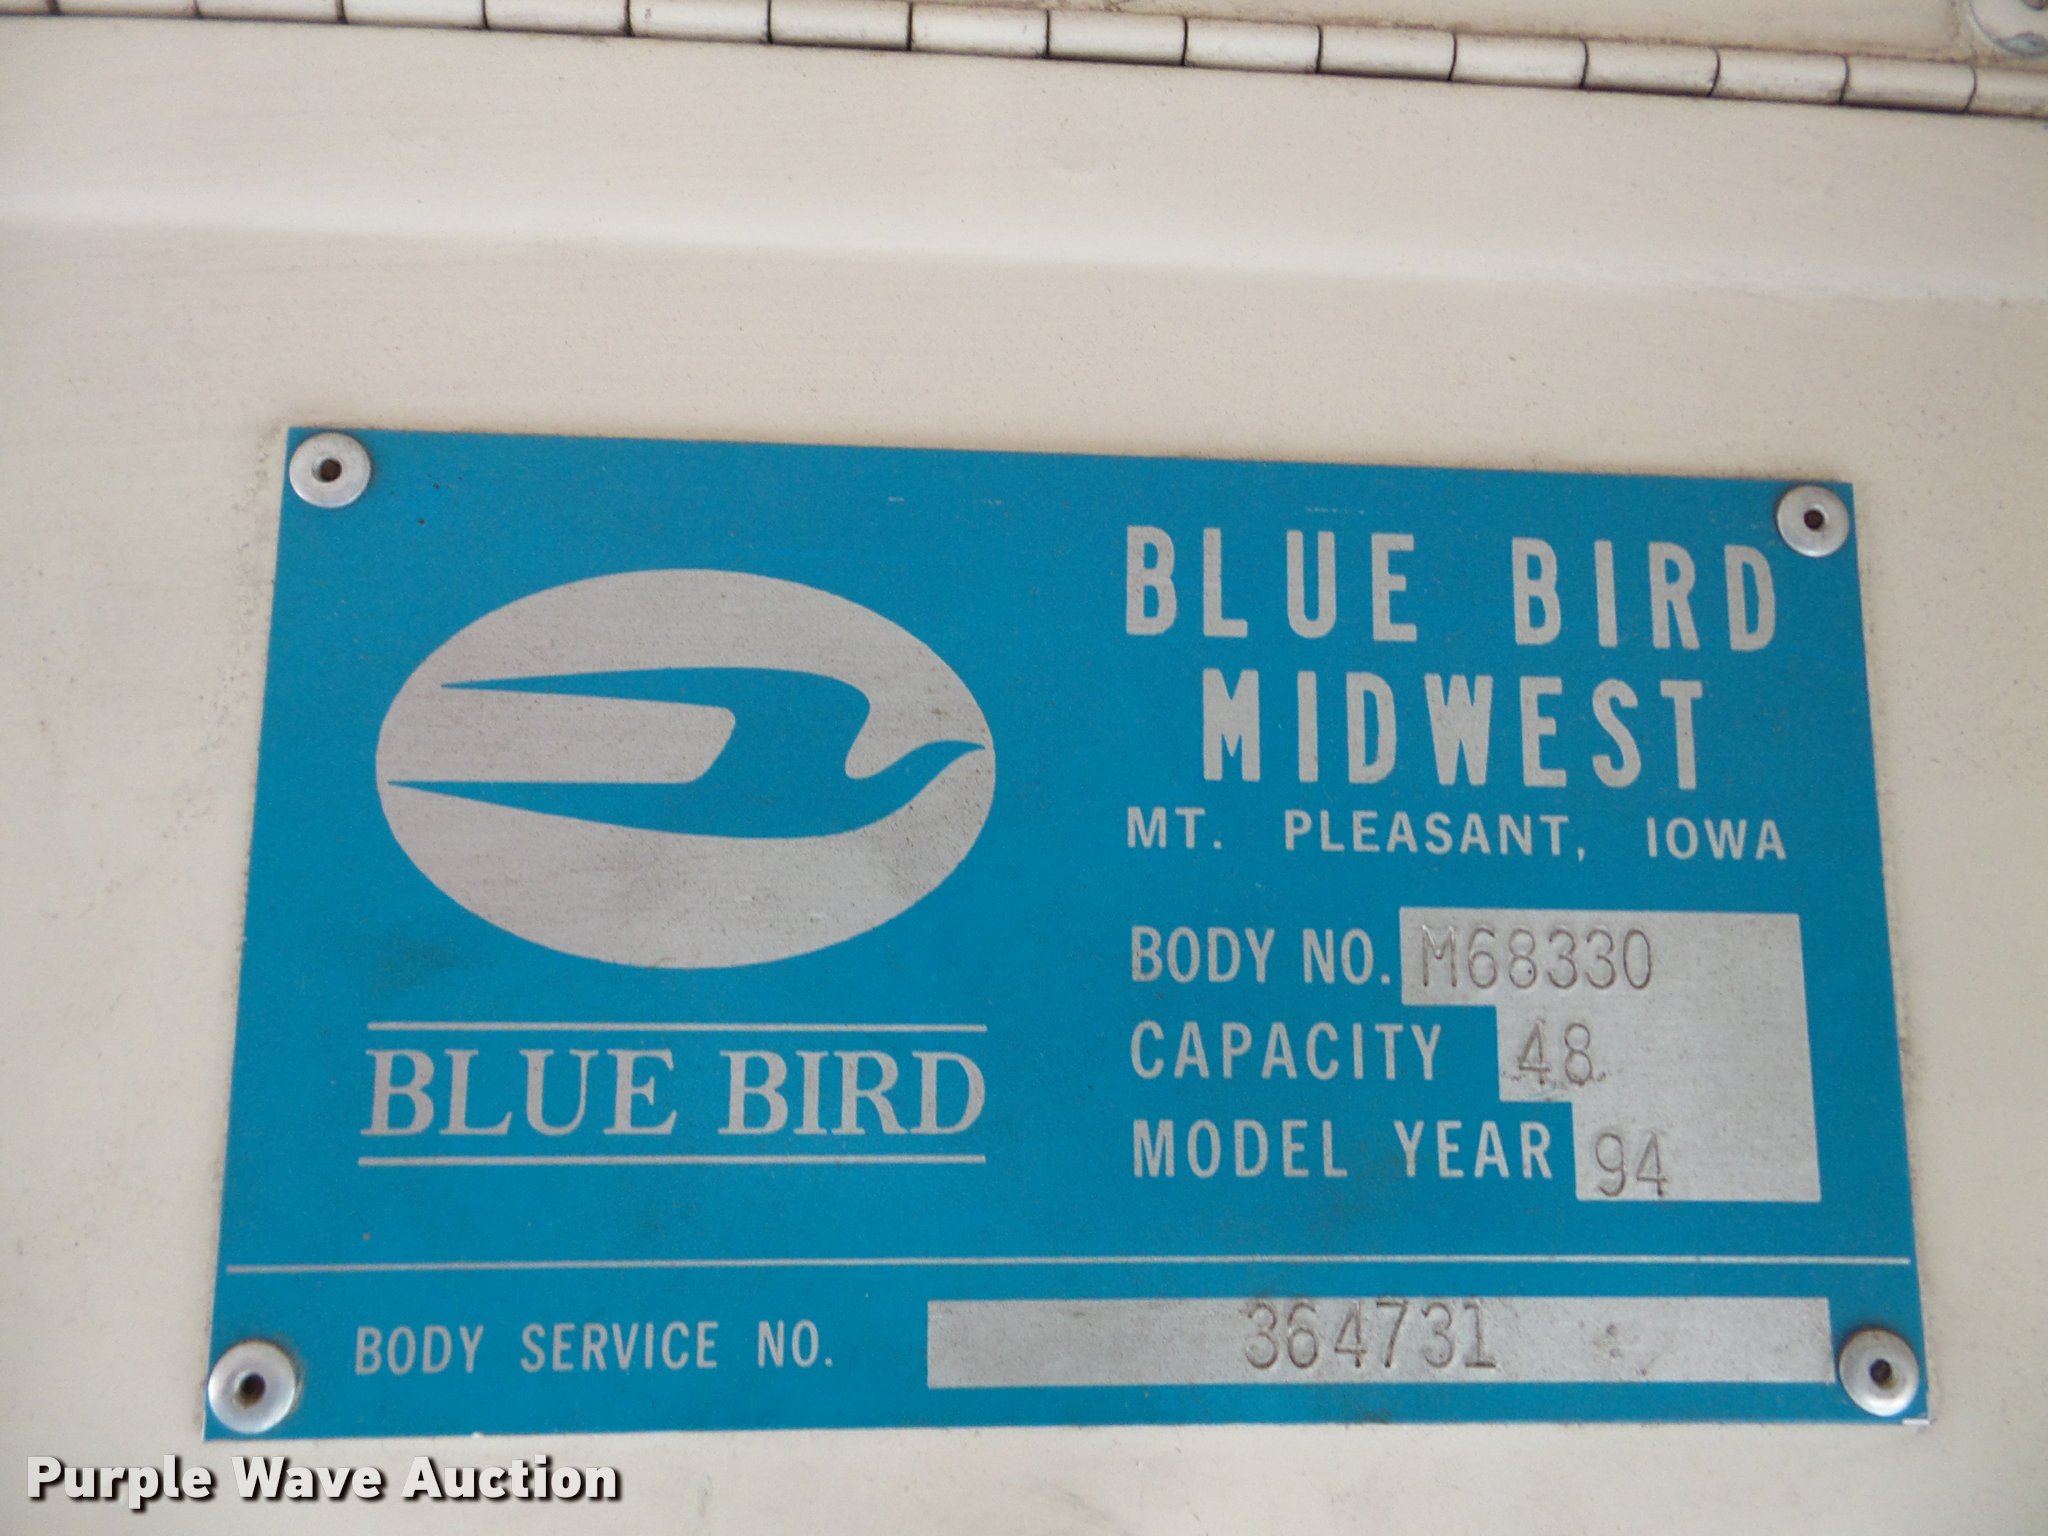 BLUE BIRD
MIDWEST
MT. PLEASANT, IOWA
BODY NO. M68330
CAPACITY 48
MODEL YEAR 94
BLUE BIRD
BODY SERVICE NO. 364731
Purple Wave Auction